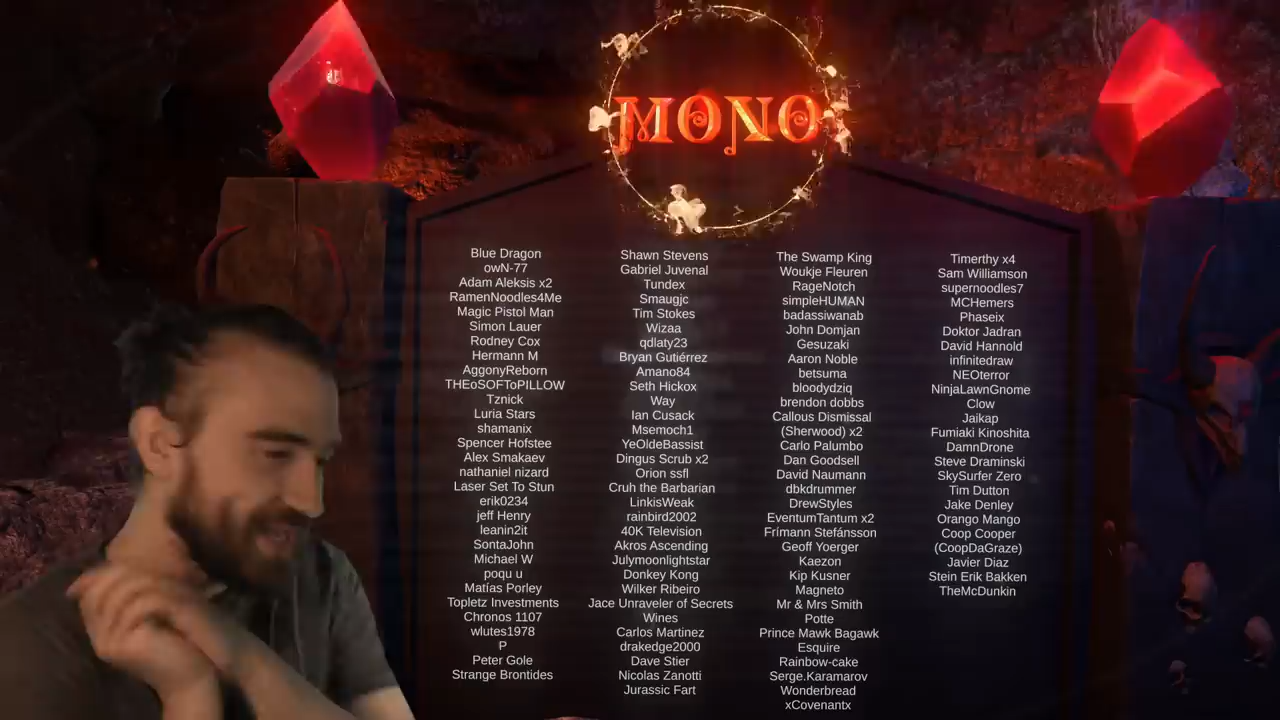 MONO
Blue Dragon
owN-77
Adam Aleksis x2
RamenNoodles4Me
Magic Pistol Man
Simon Lauer
Rodney Cox
Hermann M
AggonyReborn
THEoSOFToPILLOW
Tznick
Luria Stars
shamanix
Spencer Hofstee
Alex Smakaev
nathaniel nizard
Laser Set To Stun
erik0234
jeff Henry
leanin2it
SontaJohn
Michael W
poqu u
Matías Porley
Topletz Investments
Chronos 1107
wlutes1978
P
Peter Gole
Strange Brontides
Shawn Stevens
Gabriel Juvenal
Tundex
Smaugjc
Tim Stokes
Wizaa
qdlaty23
Bryan Gutiérrez
Amano84
Seth Hickox
Way
Ian Cusack
Msemoch1
YeOldeBassist
Dingus Scrub x2
Orion ssfl
Cruh the Barbarian
LinkisWeak
rainbird2002
40K Television
Akros Ascending
Julymoonlightstar
Donkey Kong
Wilker Ribeiro
Jace Unraveler of Secrets
Wines
Carlos Martinez
drakedge2000
Dave Stier
Nicolas Zanotti
Jurassic Fart
The Swamp King
Woukje Fleuren
RageNotch
simpleHUMAN
badassiwanab
John Domjan
Gesuzaki
Aaron Noble
betsuma
bloodydziq
brendon dobbs
Callous Dismissal
(Sherwood) x2
Carlo Palumbo
Dan Goodsell
David Naumann
dbkdrummer
DrewStyles
EventumTantum x2
Frímann Stefánsson
Geoff Yoerger
Kaezon
Kip Kusner
Magneto
Mr & Mrs Smith
Potte
Prince Mawk Bagawk
Esquire
Rainbow-cake
Serge.Karamarov
Wonderbread
xCovenantx
Timerthy x4
Sam Williamson
supernoodles7
MCHemers
Phaseix
Doktor Jadran
David Hannold
infinitedraw
NEOterror
NinjaLawnGnome
Clow
Jaikap
Fumiaki Kinoshita
DamnDrone
Steve Draminski
SkySurfer Zero
Tim Dutton
Jake Denley
Orango Mango
Coop Cooper
(CoopDaGraze)
Javier Diaz
Stein Erik Bakken
TheMcDunkin